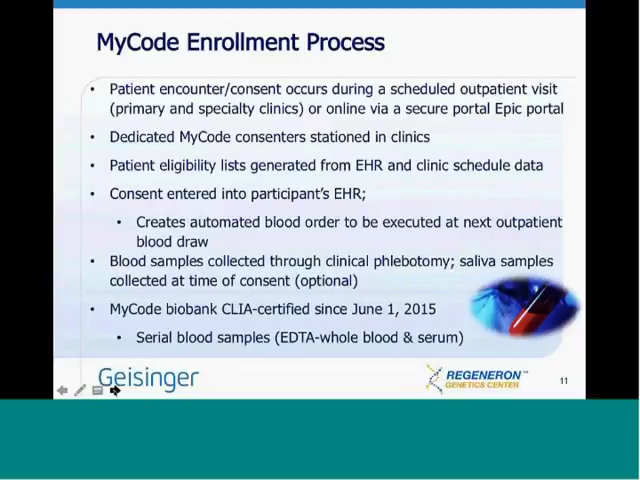 MyCode Enrollment Process
• Patient encounter/consent occurs during a scheduled outpatient visit
(primary and specialty clinics) or online via a secure portal Epic portal
• Dedicated MyCode consenters stationed in clinics
• Patient eligibility lists generated from EHR and clinic schedule data
• Consent entered into participant's EHR;
• Creates automated blood order to be executed at next outpatient
blood draw
• Blood samples collected through clinical phlebotomy; saliva samples
collected at time of consent (optional)
• MyCode biobank CLIA-certified since June 1, 2015
• Serial blood samples (EDTA-whole blood & serum)
Geisinger
REGENERON™
GENETICS CENTER
11